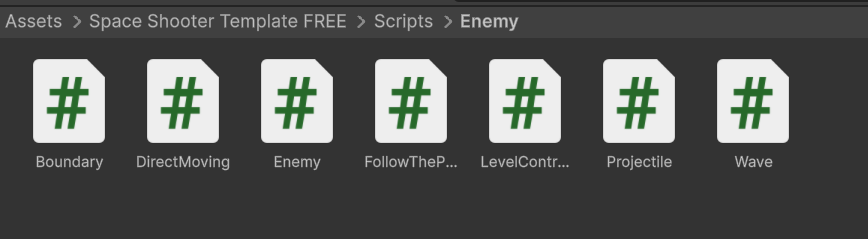 Assets > Space Shooter Template FREE > Scripts > Enemy
# # # # # # #
Boundary DirectMoving Enemy FollowTheP... LevelContr... Projectile Wave